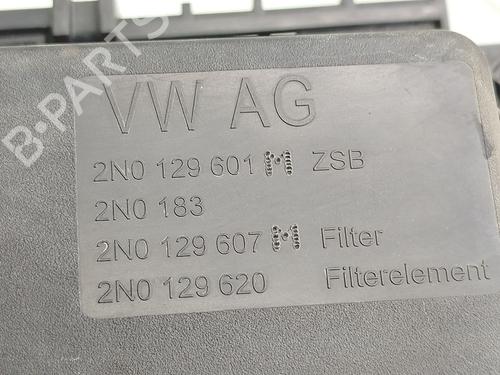 B-PARTS
VW AG
2N0 129 601 M ZSB
2N0 183
2N0 129 607 M Filter
2N0 129 620 Filterelement